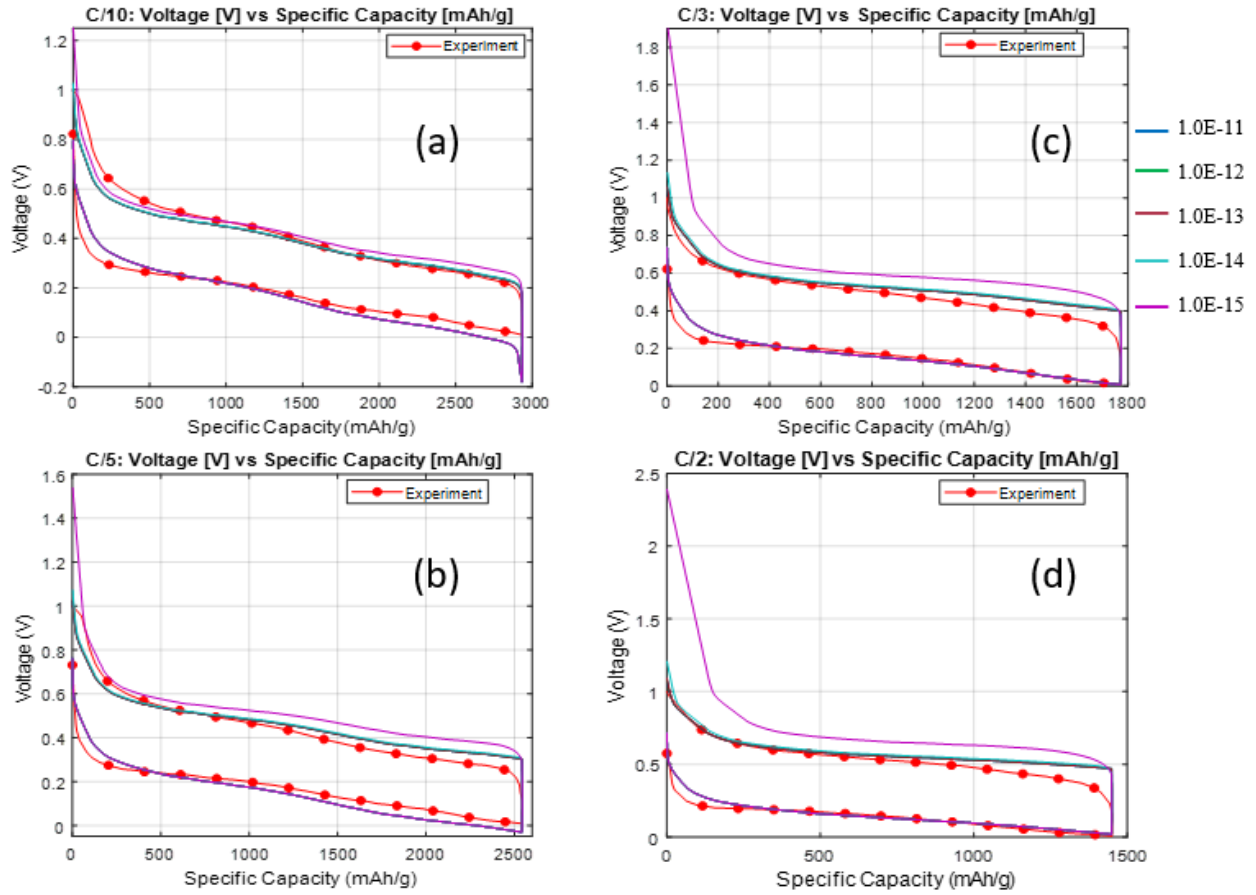 C/10: Voltage [V] vs Specific Capacity [mAh/g]
Experiment
(a)
Voltage (V)
1.2
1
0.8
0.6
0.4
0.2
0
-0.2
0 500 1000 1500 2000 2500 3000
Specific Capacity (mAh/g)
C/3: Voltage [V] vs Specific Capacity [mAh/g]
Experiment
(c)
Voltage (V)
1.8
1.6
1.4
1.2
1
0.8
0.6
0.4
0.2
0
0 200 400 600 800 1000 1200 1400 1600 1800
Specific Capacity (mAh/g)
1.0E-11
1.0E-12
1.0E-13
1.0E-14
1.0E-15
C/5: Voltage [V] vs Specific Capacity [mAh/g]
Experiment
(b)
Voltage (V)
1.6
1.4
1.2
1
0.8
0.6
0.4
0.2
0
0 500 1000 1500 2000 2500
Specific Capacity (mAh/g)
C/2: Voltage [V] vs Specific Capacity [mAh/g]
Experiment
(d)
Voltage (V)
2.5
2
1.5
1
0.5
0
0 500 1000 1500
Specific Capacity (mAh/g)